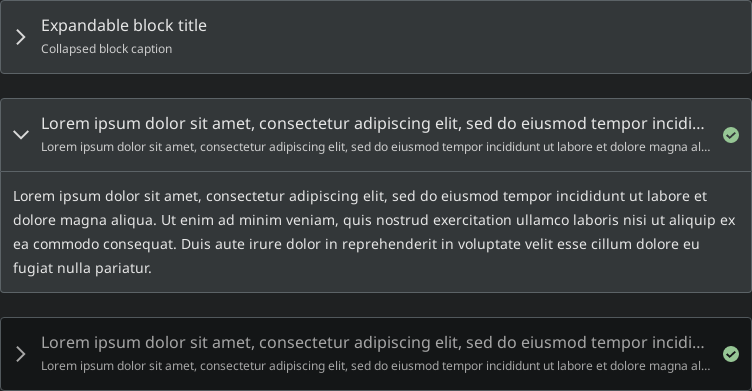 Expandable block title
Collapsed block caption
Lorem ipsum dolor sit amet, consectetur adipiscing elit, sed do eiusmod tempor incidi...
Lorem ipsum dolor sit amet, consectetur adipiscing elit, sed do eiusmod tempor incididunt ut labore et dolore magna al...
Lorem ipsum dolor sit amet, consectetur adipiscing elit, sed do eiusmod tempor incididunt ut labore et
dolore magna aliqua. Ut enim ad minim veniam, quis nostrud exercitation ullamco laboris nisi ut aliquip ex
ea commodo consequat. Duis aute irure dolor in reprehenderit in voluptate velit esse cillum dolore eu
fugiat nulla pariatur.
Lorem ipsum dolor sit amet, consectetur adipiscing elit, sed do eiusmod tempor incidi...
Lorem ipsum dolor sit amet, consectetur adipiscing elit, sed do eiusmod tempor incididunt ut labore et dolore magna al...